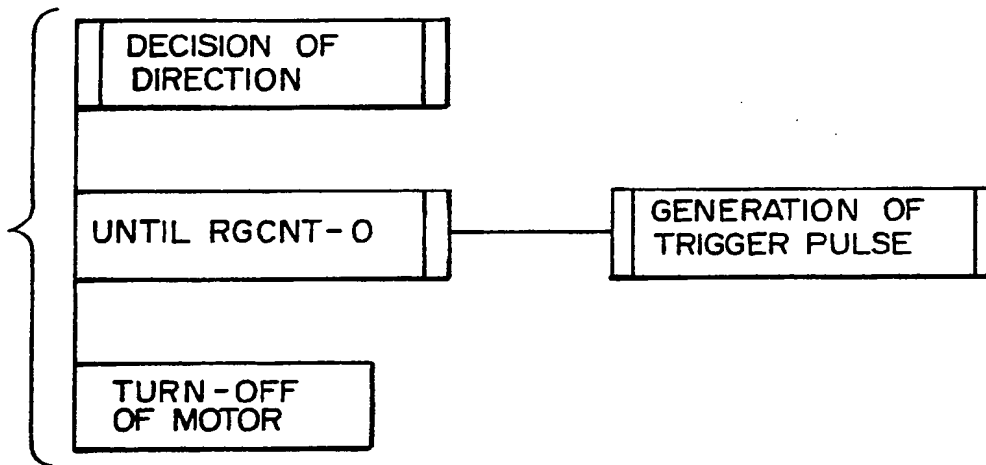 DECISION OF
DIRECTION
UNTIL RGCNT-0
GENERATION OF
TRIGGER PULSE
TURN-OFF
OF MOTOR